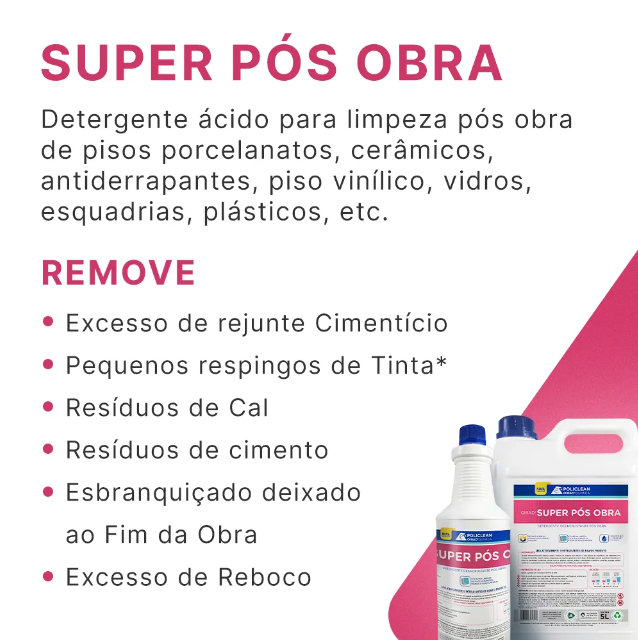 SUPER PÓS OBRA
Detergente ácido para limpeza pós obra
de pisos porcelanatos, cerâmicos,
antiderrapantes, piso vinílico, vidros,
esquadrias, plásticos, etc.
REMOVE
• Excesso de rejunte Cimentício
• Pequenos respingos de Tinta*
• Resíduos de Cal
• Resíduos de cimento
• Esbranquiçado deixado
ao Fim da Obra
• Excesso de Reboco
POLICLEAN
SUPER PÓS OBRA
5L
POLICLEAN
SUPER PÓS O